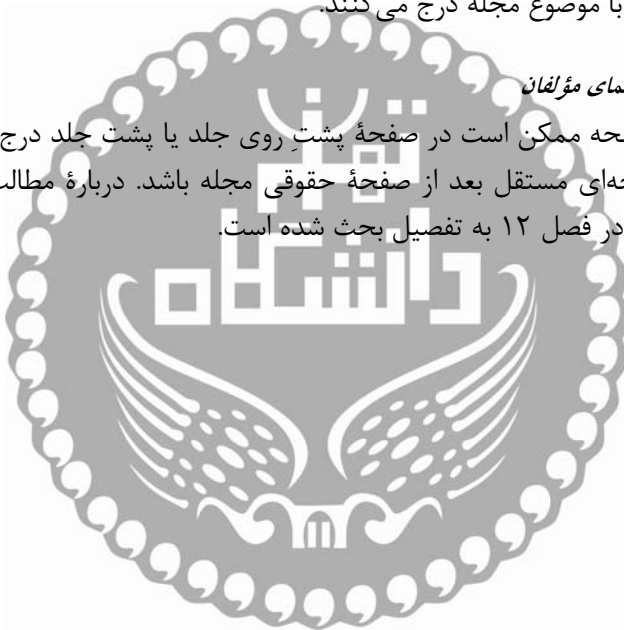 با موضوع مجله درج می‌کنند.
نمای مؤلفان
حه ممکن است در صفحهٔ پشتِ روی جلد یا پشت جلد درج
حه‌ای مستقل بعد از صفحهٔ حقوقی مجله باشد. دربارهٔ مطالب
در فصل ۱۲ به تفصیل بحث شده است.
دانشگاه
تهران